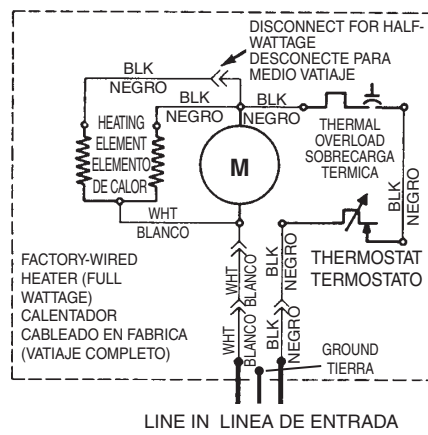 DISCONNECT FOR HALF-
WATTAGE
DESCONECTE PARA
MEDIO VATIAJE
BLK
NEGRO
BLK
NEGRO
BLK
NEGRO
HEATING
ELEMENT
ELEMENTO
DE CALOR
THERMAL
OVERLOAD
SOBRECARGA
TERMICA
M
BLK
NEGRO
WHT
BLANCO
THERMOSTAT
TERMOSTATO
FACTORY-WIRED
HEATER (FULL
WATTAGE)
CALENTADOR
CABLEADO EN FABRICA
(VATIAJE COMPLETO)
WHT
BLANCO
BLK
NEGRO
WHT
BLANCO
BLK
NEGRO
GROUND
TIERRA
LINE IN LINEA DE ENTRADA